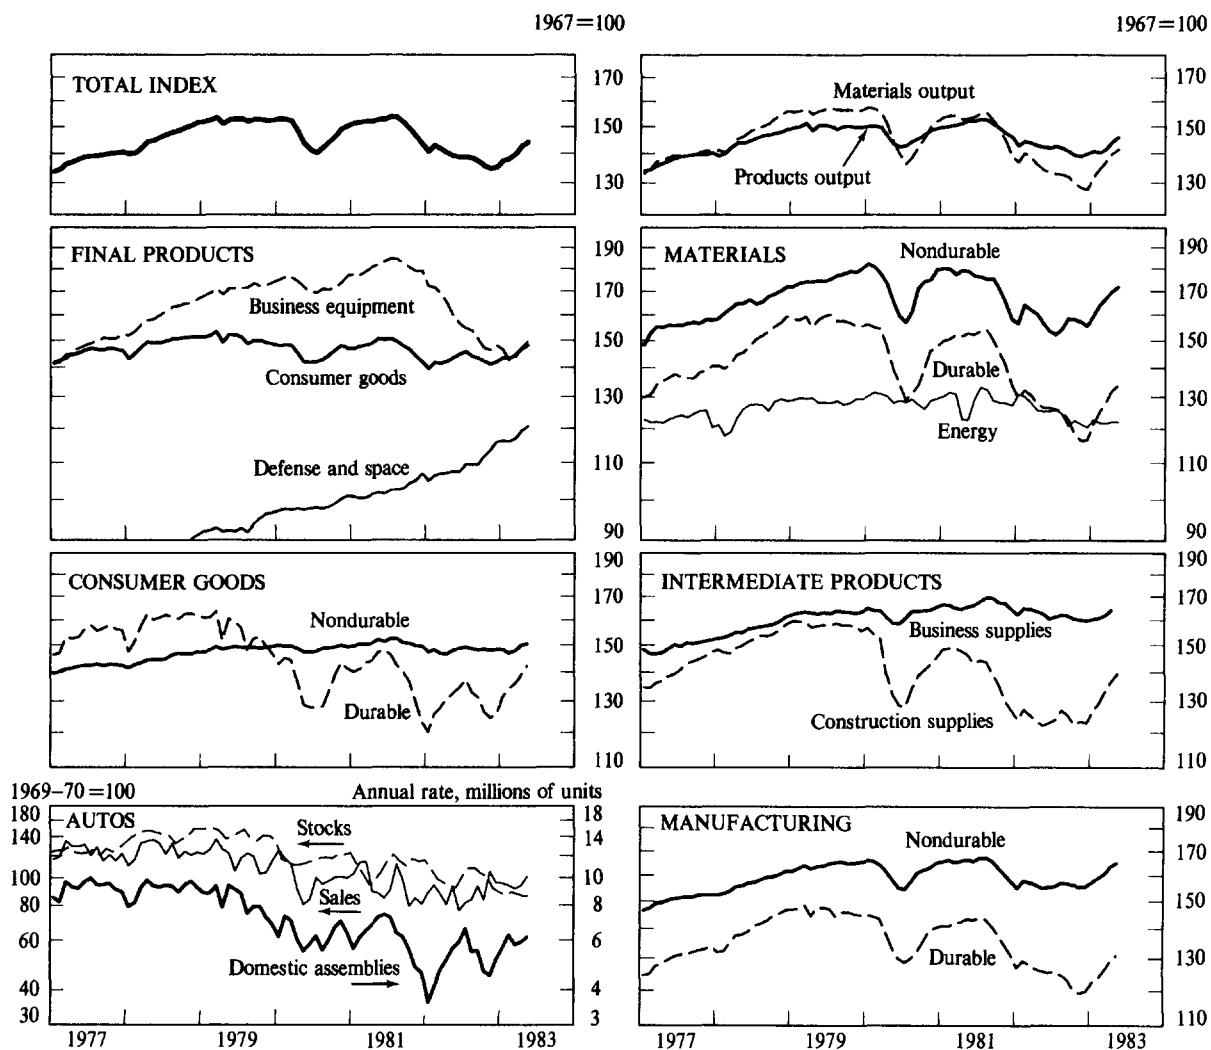 1967=100
1967=100
TOTAL INDEX
170
150
130
Materials output
Products output
170
150
130
FINAL PRODUCTS
Business equipment
Consumer goods
Defense and space
190
170
150
130
110
90
MATERIALS
Nondurable
Durable
Energy
190
170
150
130
110
90
CONSUMER GOODS
Nondurable
Durable
190
170
150
130
110
INTERMEDIATE PRODUCTS
Business supplies
Construction supplies
190
170
150
130
110
1969–70=100
Annual rate, millions of units
AUTOS
180
140
100
80
60
40
30
Stocks
Sales
Domestic assemblies
18
14
10
8
6
4
3
1977
1979
1981
1983
MANUFACTURING
Nondurable
Durable
190
170
150
130
110
1977
1979
1981
1983